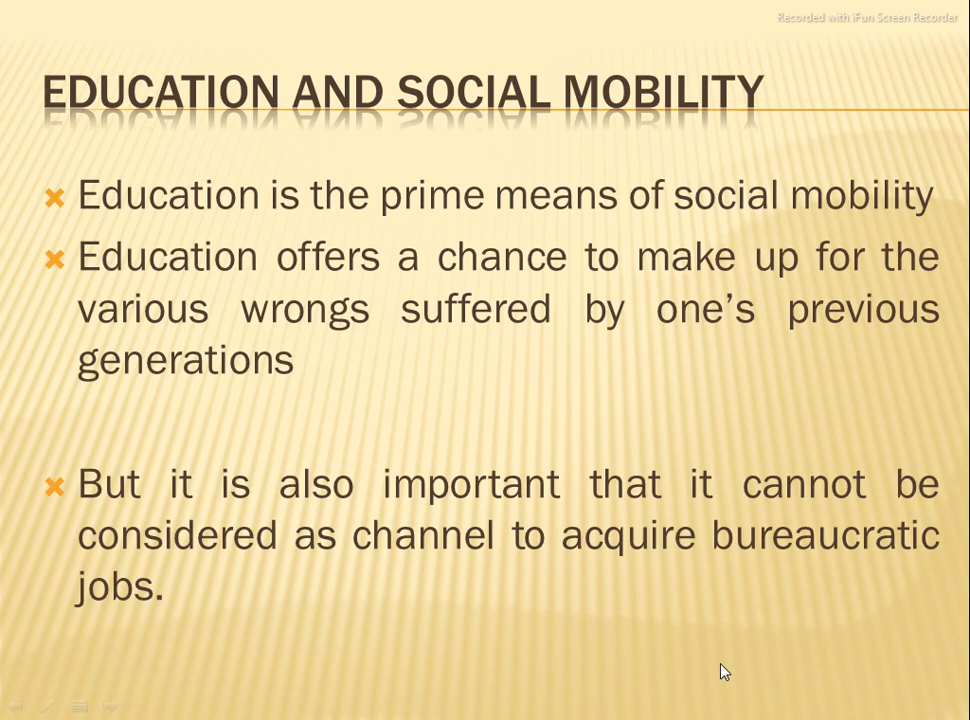 Recorded with iFun Screen Recorder
EDUCATION AND SOCIAL MOBILITY
Education is the prime means of social mobility
Education offers a chance to make up for the
various wrongs suffered by one’s previous
generations
But it is also important that it cannot be
considered as channel to acquire bureaucratic
jobs.